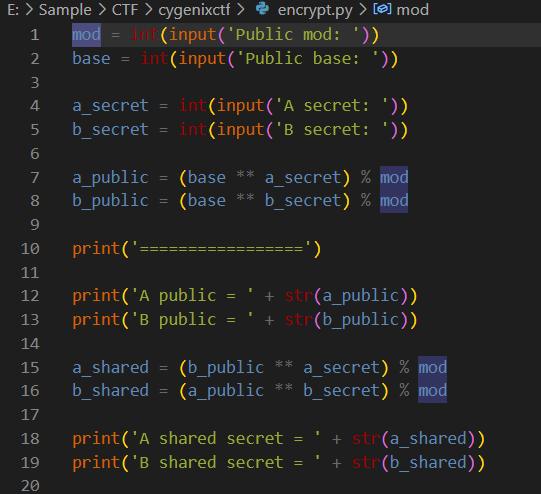 E: > Sample > CTF > cygenixctf > encrypt.py > mod
1 mod = int(input('Public mod: '))
2 base = int(input('Public base: '))
3
4 a_secret = int(input('A secret: '))
5 b_secret = int(input('B secret: '))
6
7 a_public = (base ** a_secret) % mod
8 b_public = (base ** b_secret) % mod
9
10 print('=================')
11
12 print('A public = ' + str(a_public))
13 print('B public = ' + str(b_public))
14
15 a_shared = (b_public ** a_secret) % mod
16 b_shared = (a_public ** b_secret) % mod
17
18 print('A shared secret = ' + str(a_shared))
19 print('B shared secret = ' + str(b_shared))
20